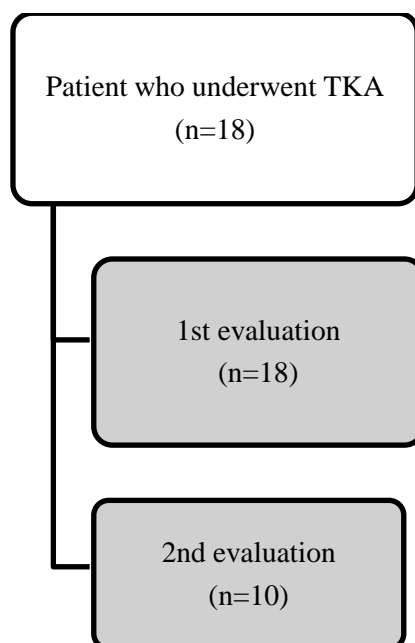 Patient who underwent TKA
(n=18)
1st evaluation
(n=18)
2nd evaluation
(n=10)